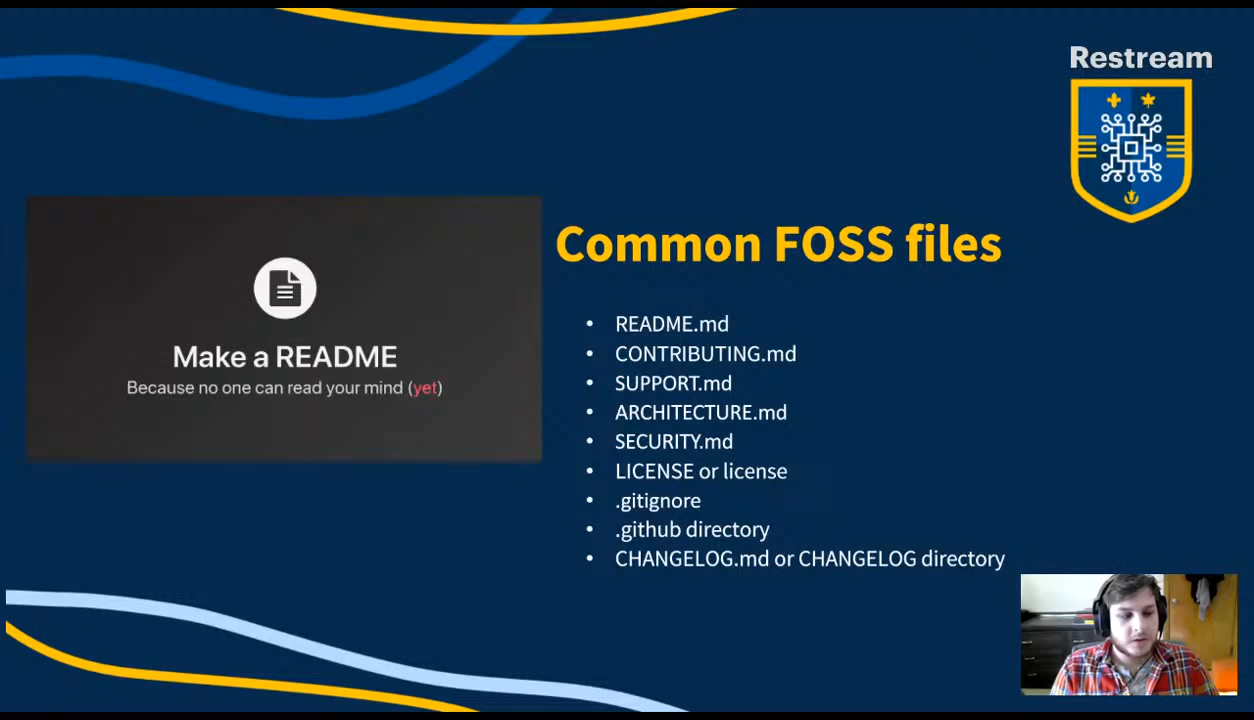 Restream
Common FOSS files
Make a README
Because no one can read your mind (yet)
• README.md
• CONTRIBUTING.md
• SUPPORT.md
• ARCHITECTURE.md
• SECURITY.md
• LICENSE or license
• .gitignore
• .github directory
• CHANGELOG.md or CHANGELOG directory